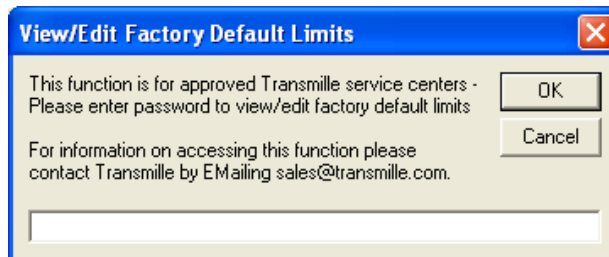 View/Edit Factory Default Limits
This function is for approved Transmille service centers -
Please enter password to view/edit factory default limits
OK
Cancel
For information on accessing this function please
contact Transmille by EMailing sales@transmille.com.